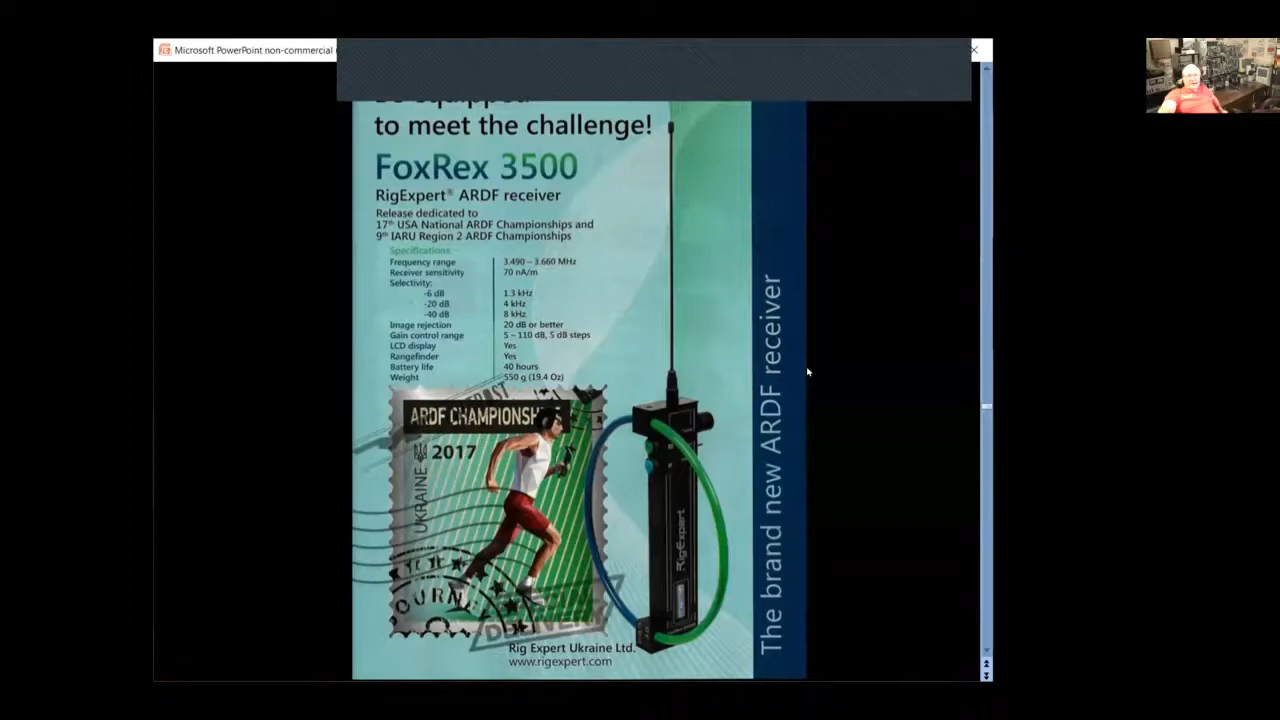 Microsoft PowerPoint non-commercial
to meet the challenge!
FoxRex 3500
RigExpert® ARDF receiver
Release dedicated to
17th USA National ARDF Championships and
9th IARU Region 2 ARDF Championships
Specifications:
Frequency range 3.490 – 3.660 MHz
Receiver sensitivity 70 nA/m
Selectivity:
-6 dB 1.3 kHz
-20 dB 4 kHz
-40 dB 8 kHz
Image rejection 20 dB or better
Gain control range 5 – 110 dB, 5 dB steps
LCD display Yes
Rangefinder Yes
Battery life 40 hours
Weight 550 g (19.4 Oz)
ARDF CHAMPIONSHIPS
2017
UKRAINE
RigExpert
Rig Expert Ukraine Ltd.
www.rigexpert.com
The brand new ARDF receiver